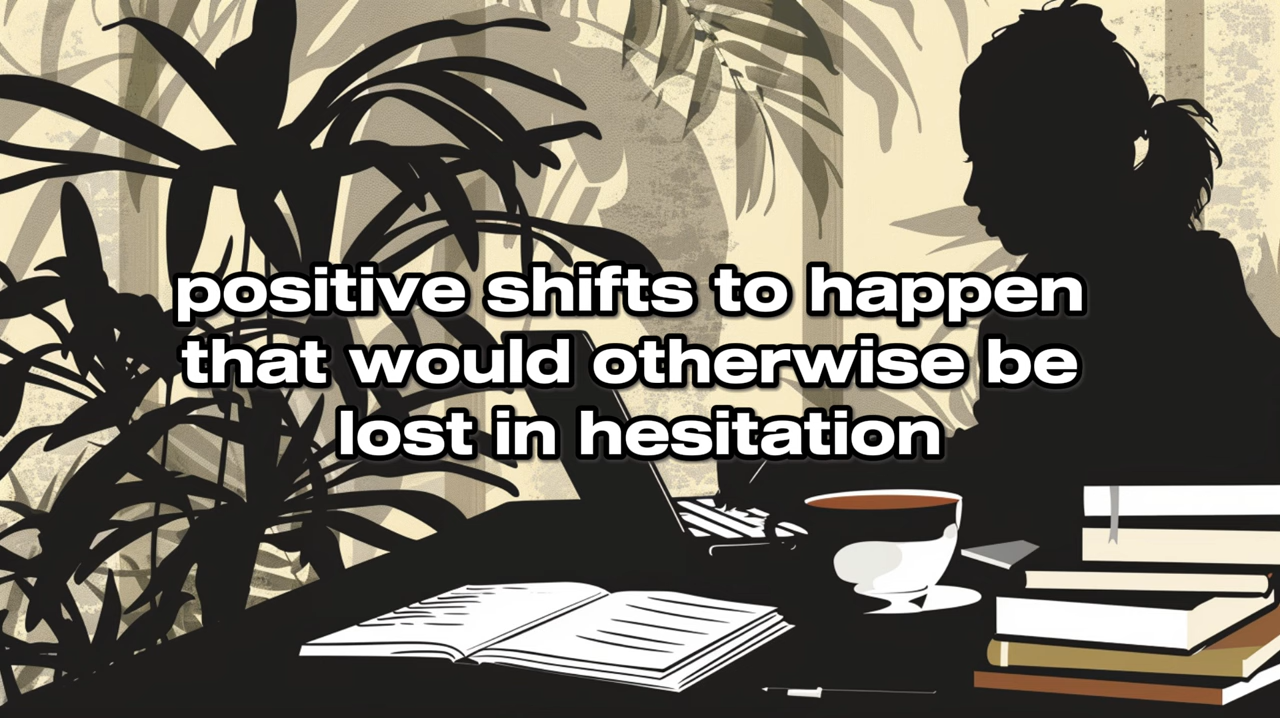 positive shifts to happen
that would otherwise be
lost in hesitation